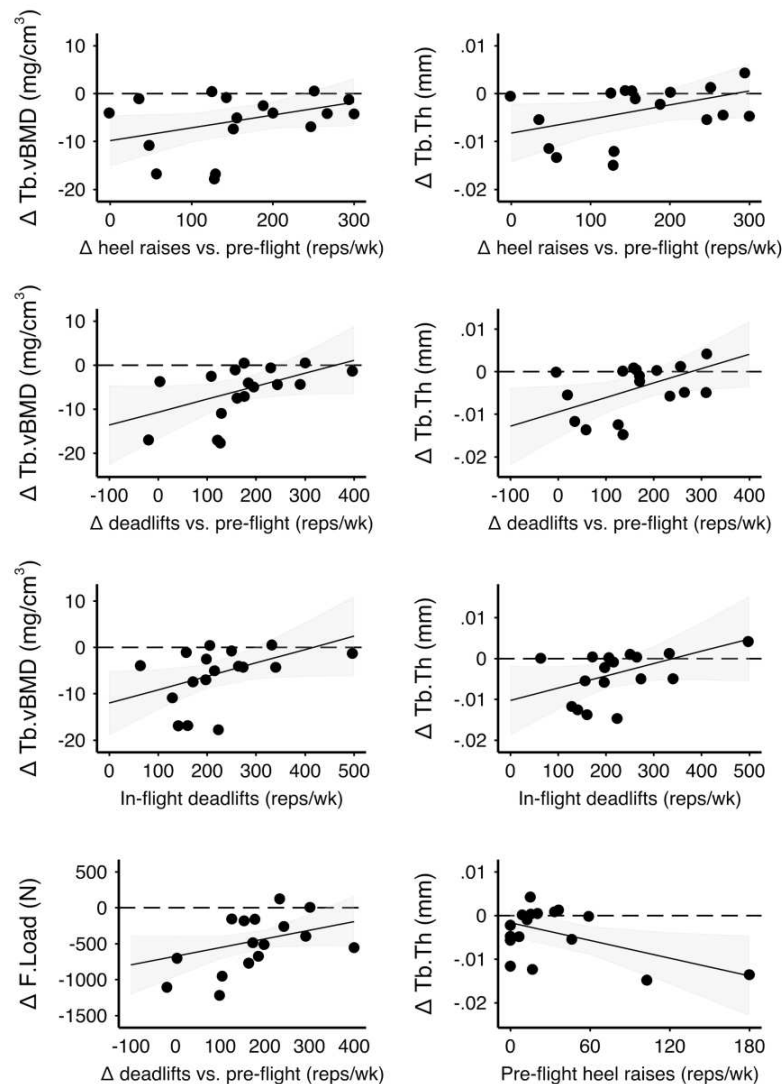 Δ Tb.vBMD (mg/cm³)
10
0
-10
-20
0 100 200 300
Δ heel raises vs. pre-flight (reps/wk)
Δ Tb.Th (mm)
.01
0
-.01
-.02
0 100 200 300
Δ heel raises vs. pre-flight (reps/wk)
Δ Tb.vBMD (mg/cm³)
10
0
-10
-20
-100 0 100 200 300 400
Δ deadlifts vs. pre-flight (reps/wk)
Δ Tb.Th (mm)
.01
0
-.01
-.02
-100 0 100 200 300 400
Δ deadlifts vs. pre-flight (reps/wk)
Δ Tb.vBMD (mg/cm³)
10
0
-10
-20
0 100 200 300 400 500
In-flight deadlifts (reps/wk)
Δ Tb.Th (mm)
.01
0
-.01
-.02
0 100 200 300 400 500
In-flight deadlifts (reps/wk)
Δ F.Load (N)
500
0
-500
-1000
-1500
-100 0 100 200 300 400
Δ deadlifts vs. pre-flight (reps/wk)
Δ Tb.Th (mm)
.01
0
-.01
-.02
0 60 120 180
Pre-flight heel raises (reps/wk)